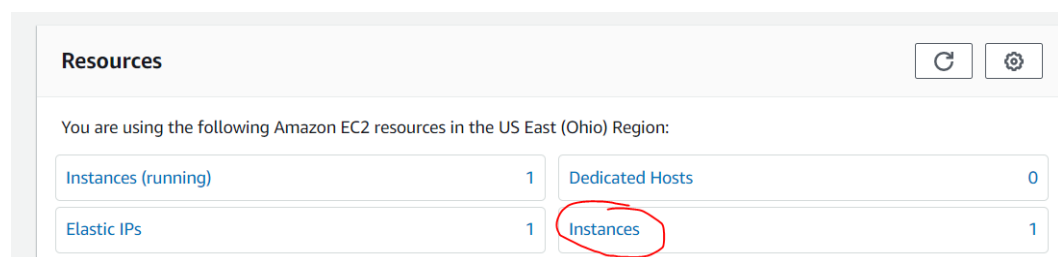 Resources
You are using the following Amazon EC2 resources in the US East (Ohio) Region:
Instances (running) 1 Dedicated Hosts 0
Elastic IPs 1 Instances 1